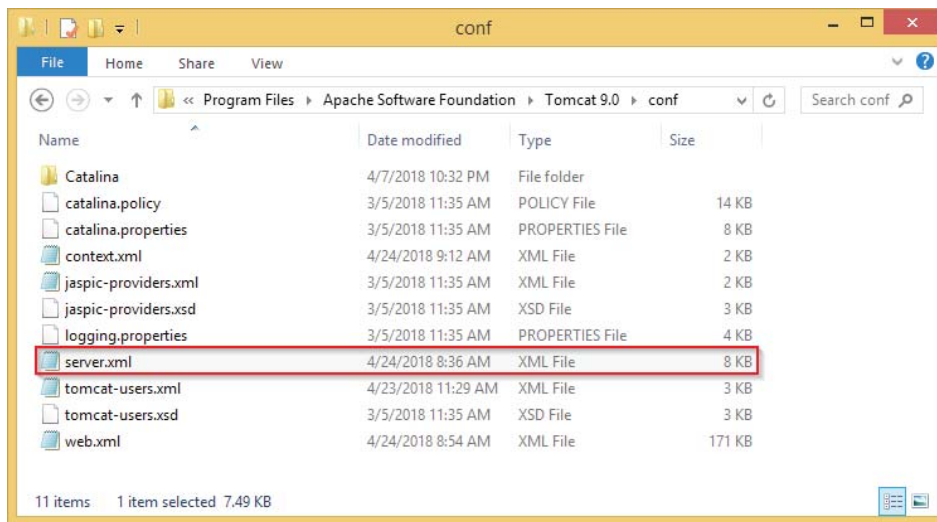 conf
File Home Share View
« Program Files Apache Software Foundation Tomcat 9.0 conf Search conf
Name Date modified Type Size
Catalina 4/7/2018 10:32 PM File folder
catalina.policy 3/5/2018 11:35 AM POLICY File 14 KB
catalina.properties 3/5/2018 11:35 AM PROPERTIES File 8 KB
context.xml 4/24/2018 9:12 AM XML File 2 KB
jaspic-providers.xml 3/5/2018 11:35 AM XML File 2 KB
jaspic-providers.xsd 3/5/2018 11:35 AM XSD File 3 KB
logging.properties 3/5/2018 11:35 AM PROPERTIES File 4 KB
server.xml 4/24/2018 8:36 AM XML File 8 KB
tomcat-users.xml 4/23/2018 11:29 AM XML File 3 KB
tomcat-users.xsd 3/5/2018 11:35 AM XSD File 3 KB
web.xml 4/24/2018 8:54 AM XML File 171 KB
11 items 1 item selected 7.49 KB